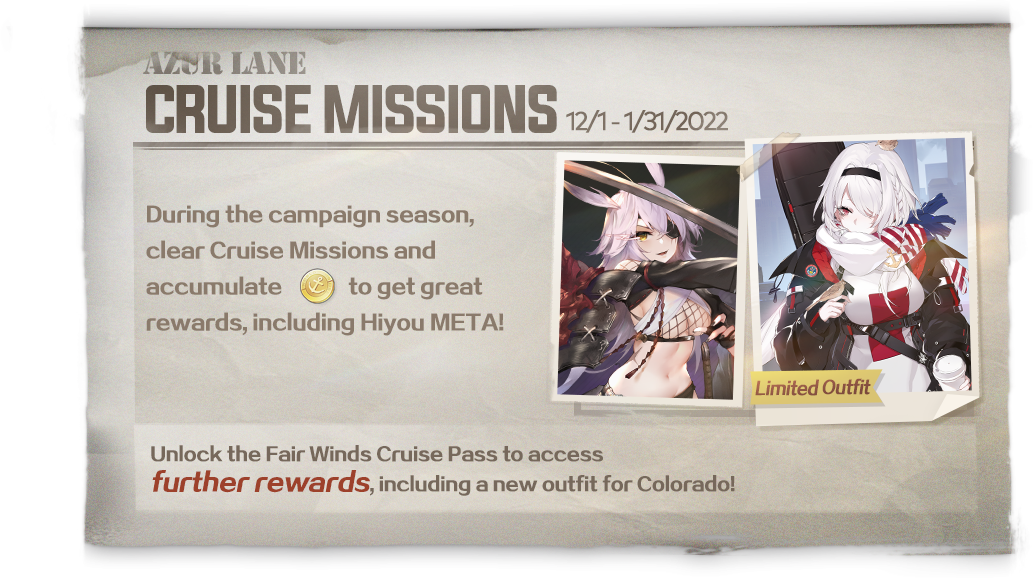 AZUR LANE
CRUISE MISSIONS 12/1 - 1/31/2022
During the campaign season,
clear Cruise Missions and
accumulate to get great
rewards, including Hiyou META!
Limited Outfit
Unlock the Fair Winds Cruise Pass to access
further rewards, including a new outfit for Colorado!